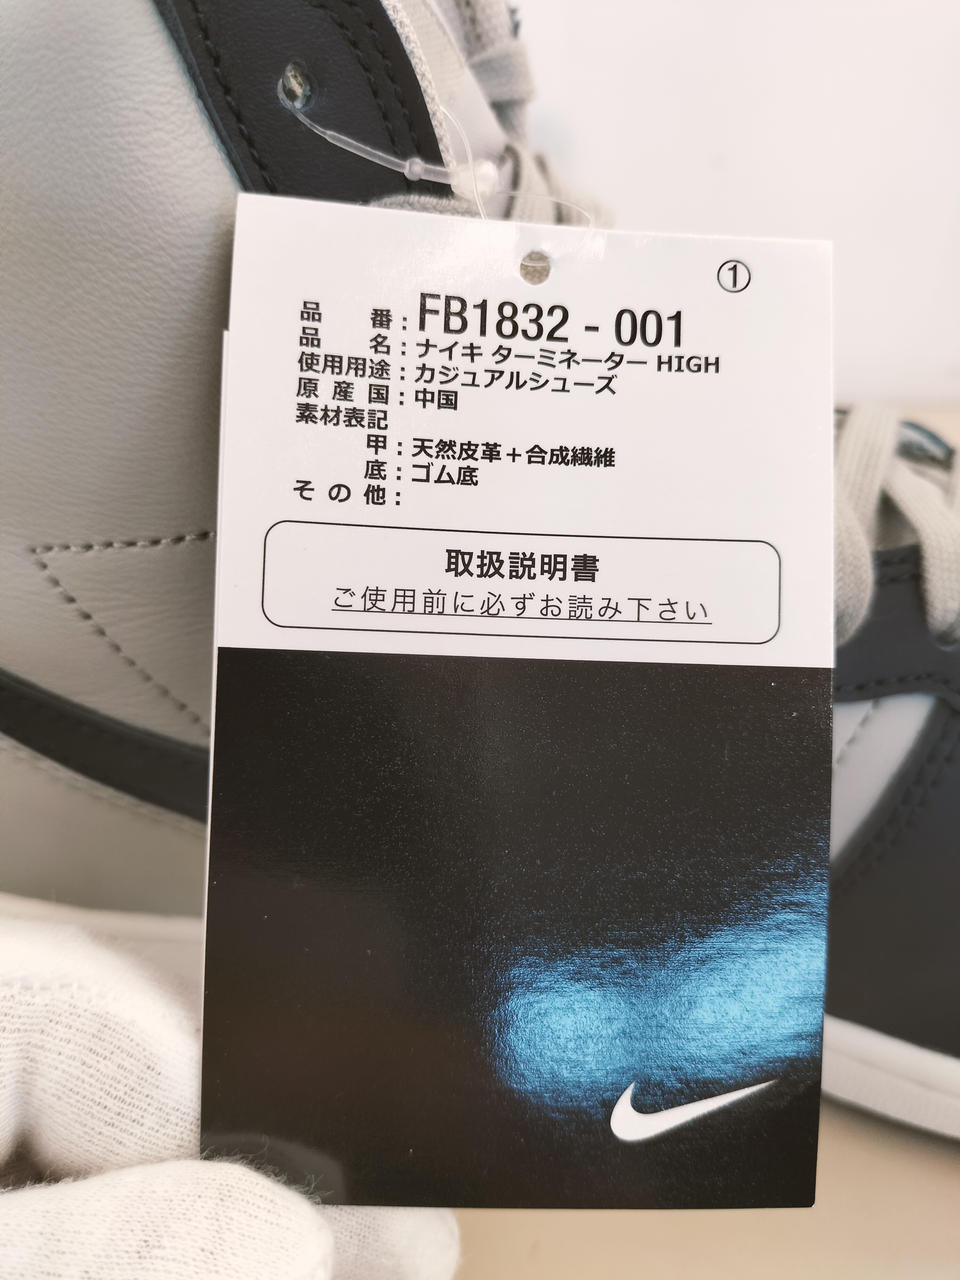 ①
品番：FB1832 - 001
品名：ナイキ ターミネーター HIGH
使用用途：カジュアルシューズ
原産国：中国
素材表記
甲：天然皮革＋合成繊維
底：ゴム底
その他：
取扱説明書
ご使用前に必ずお読み下さい